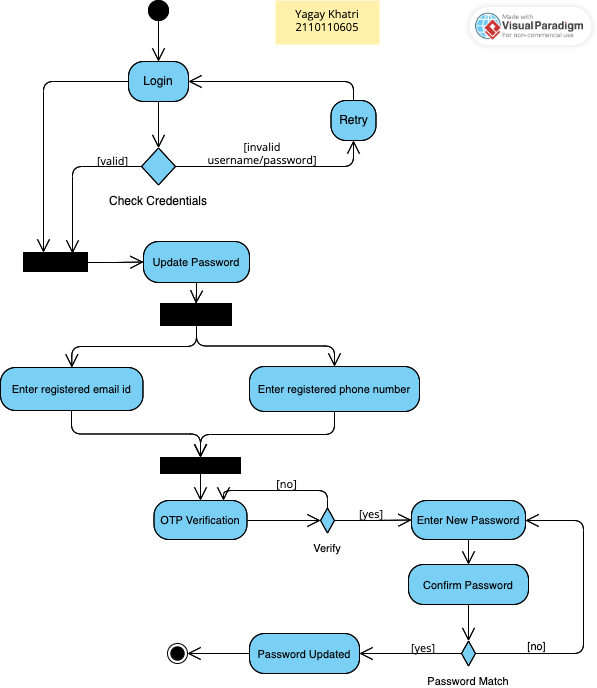 Yagay Khatri
2110110605
Made with
Visual Paradigm
For non-commercial use
Login
Retry
[invalid
username/password]
[valid]
Check Credentials
Update Password
Enter registered email id
Enter registered phone number
[no]
OTP Verification
[yes]
Enter New Password
Verify
Confirm Password
Password Updated
[yes]
[no]
Password Match